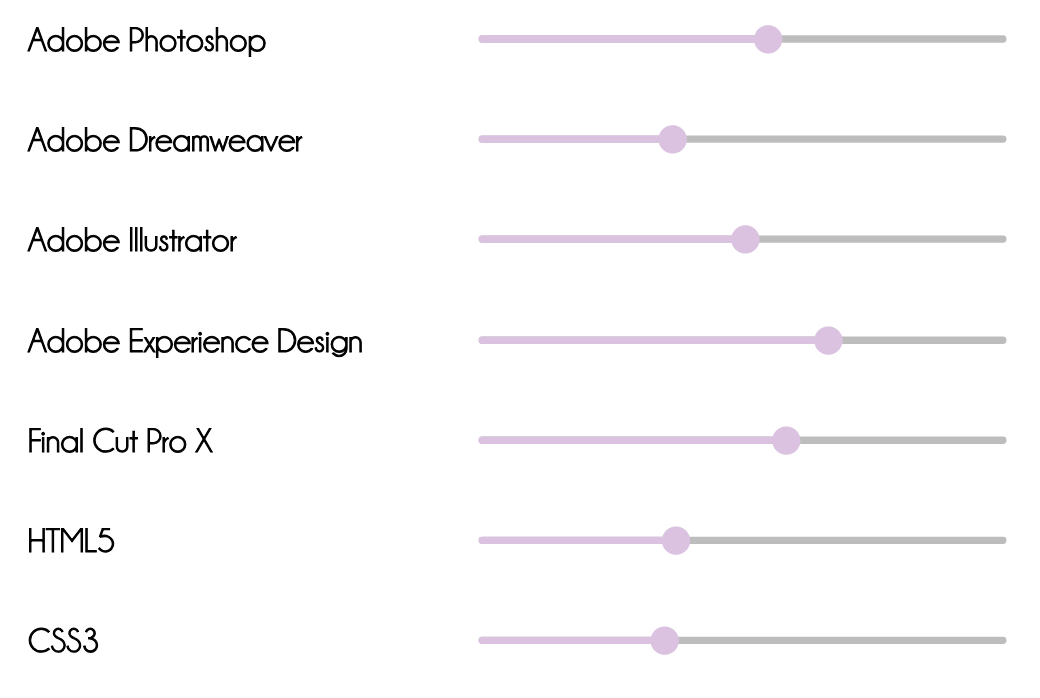 Adobe Photoshop
Adobe Dreamweaver
Adobe Illustrator
Adobe Experience Design
Final Cut Pro X
HTML5
CSS3